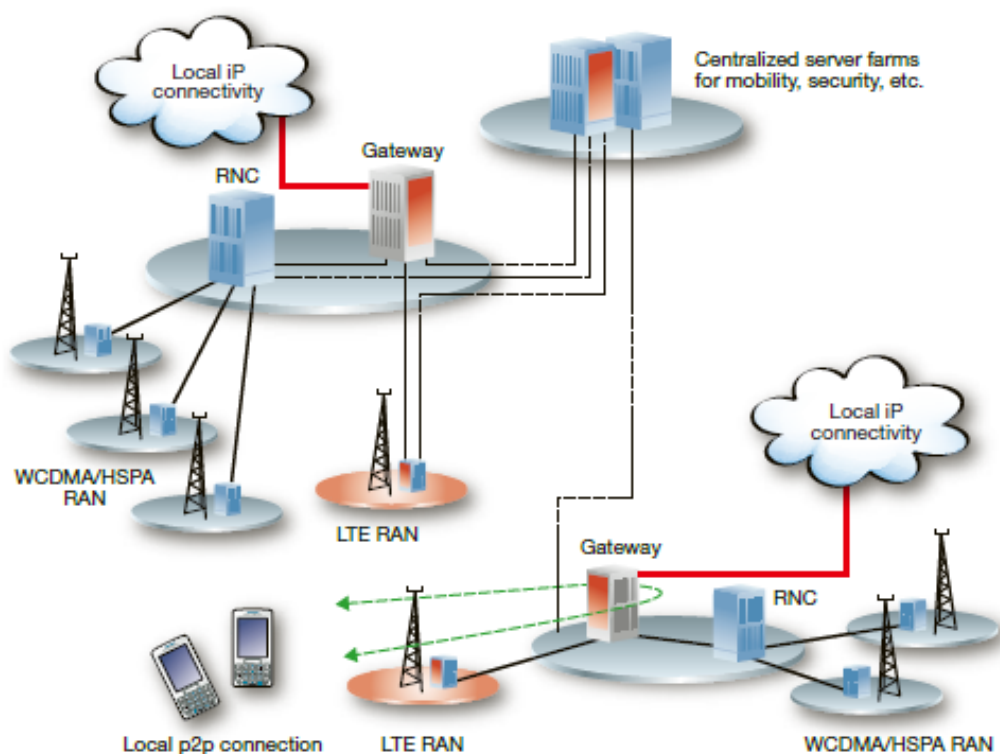 Local iP
connectivity
Centralized server farms
for mobility, security, etc.
Gateway
RNC
WCDMA/HSPA
RAN
LTE RAN
Local iP
connectivity
Gateway
RNC
Local p2p connection
LTE RAN
WCDMA/HSPA RAN